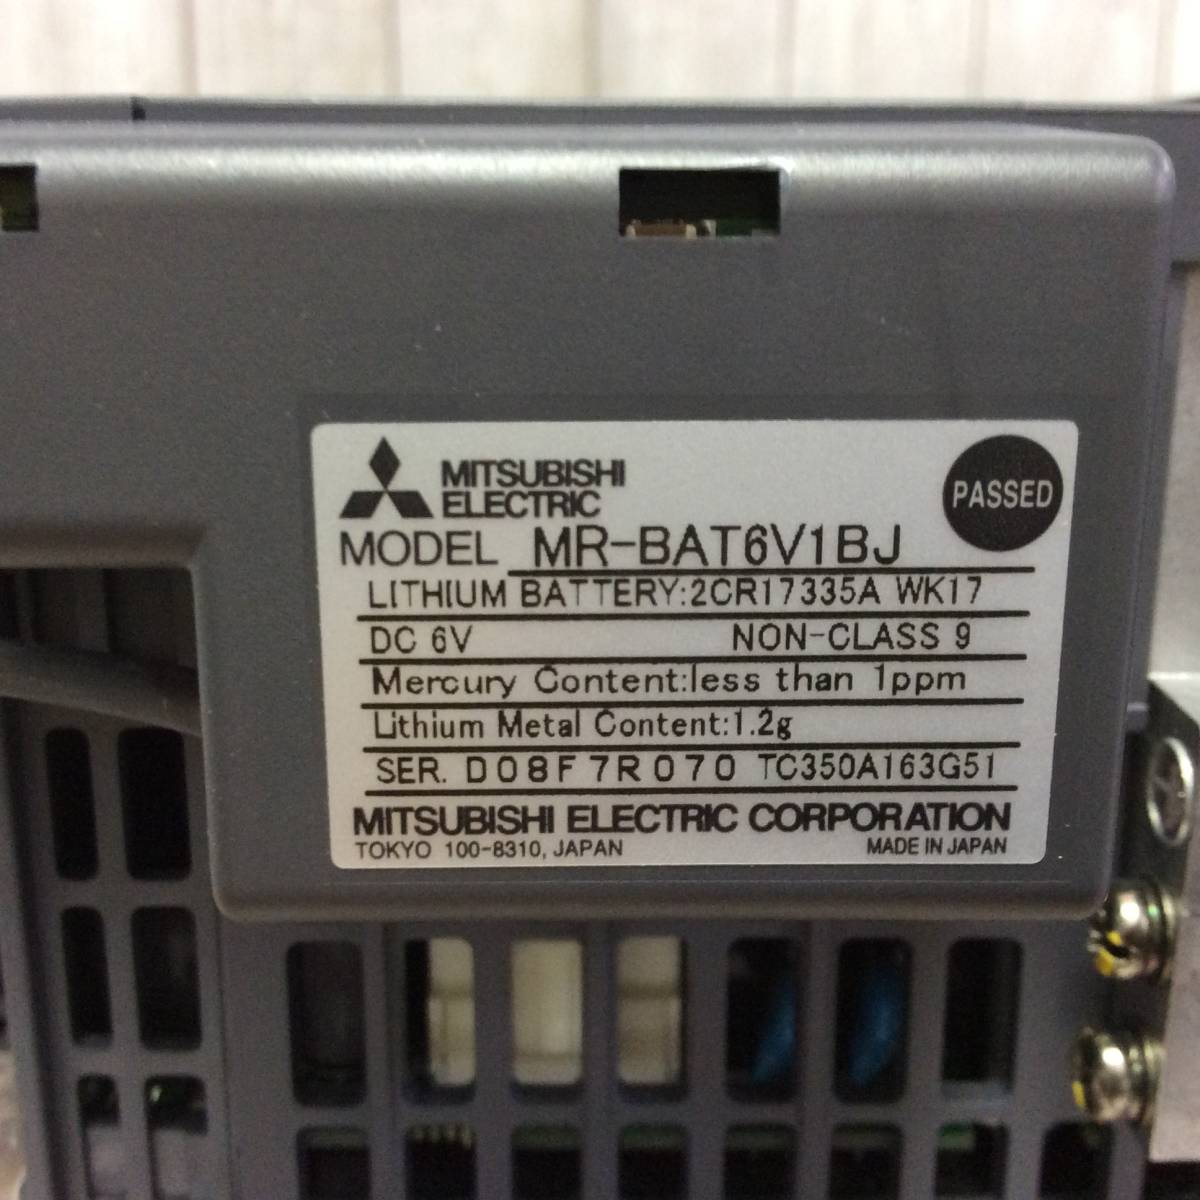 MITSUBISHI
ELECTRIC
PASSED
MODEL MR-BAT6V1BJ
LITHIUM BATTERY:2CR17335A WK17
DC 6V NON-CLASS 9
Mercury Content:less than 1ppm
Lithium Metal Content:1.2g
SER. D08F7R070 TC350A163G51
MITSUBISHI ELECTRIC CORPORATION
TOKYO 100-8310, JAPAN MADE IN JAPAN